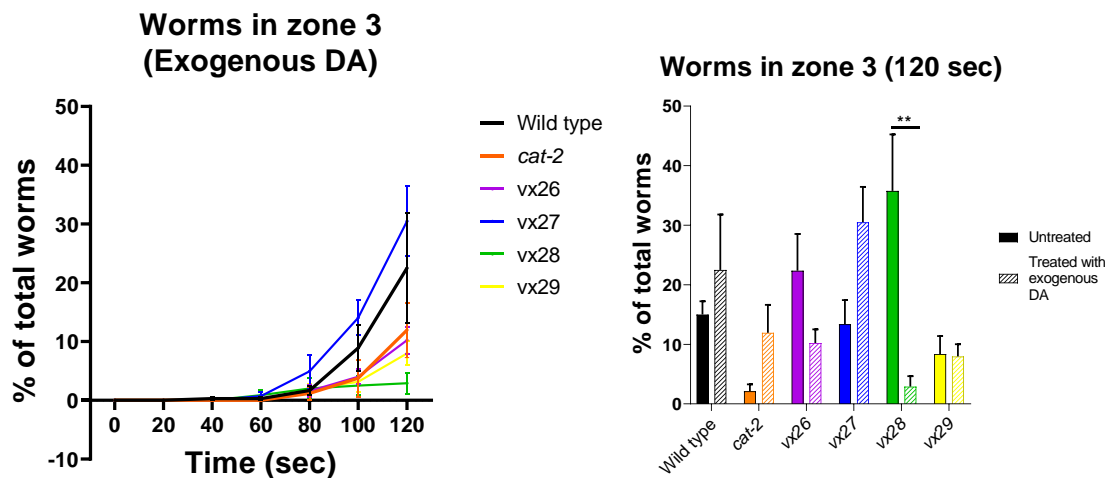 Worms in zone 3
(Exogenous DA)
% of total worms
50
40
30
20
10
0
-10
0 20 40 60 80 100 120
Time (sec)
Wild type
cat-2
vx26
vx27
vx28
vx29
Worms in zone 3 (120 sec)
% of total worms
50
40
30
20
10
0
**
Wild type
cat-2
vx26
vx27
vx28
vx29
Untreated
Treated with
exogenous
DA